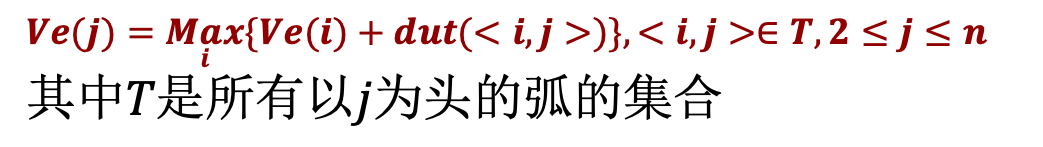 Ve(j) = Max{Ve(i) + dut(< i,j >)}, < i,j >∈ T, 2 ≤ j ≤ n
i
其中T是所有以j为头的弧的集合